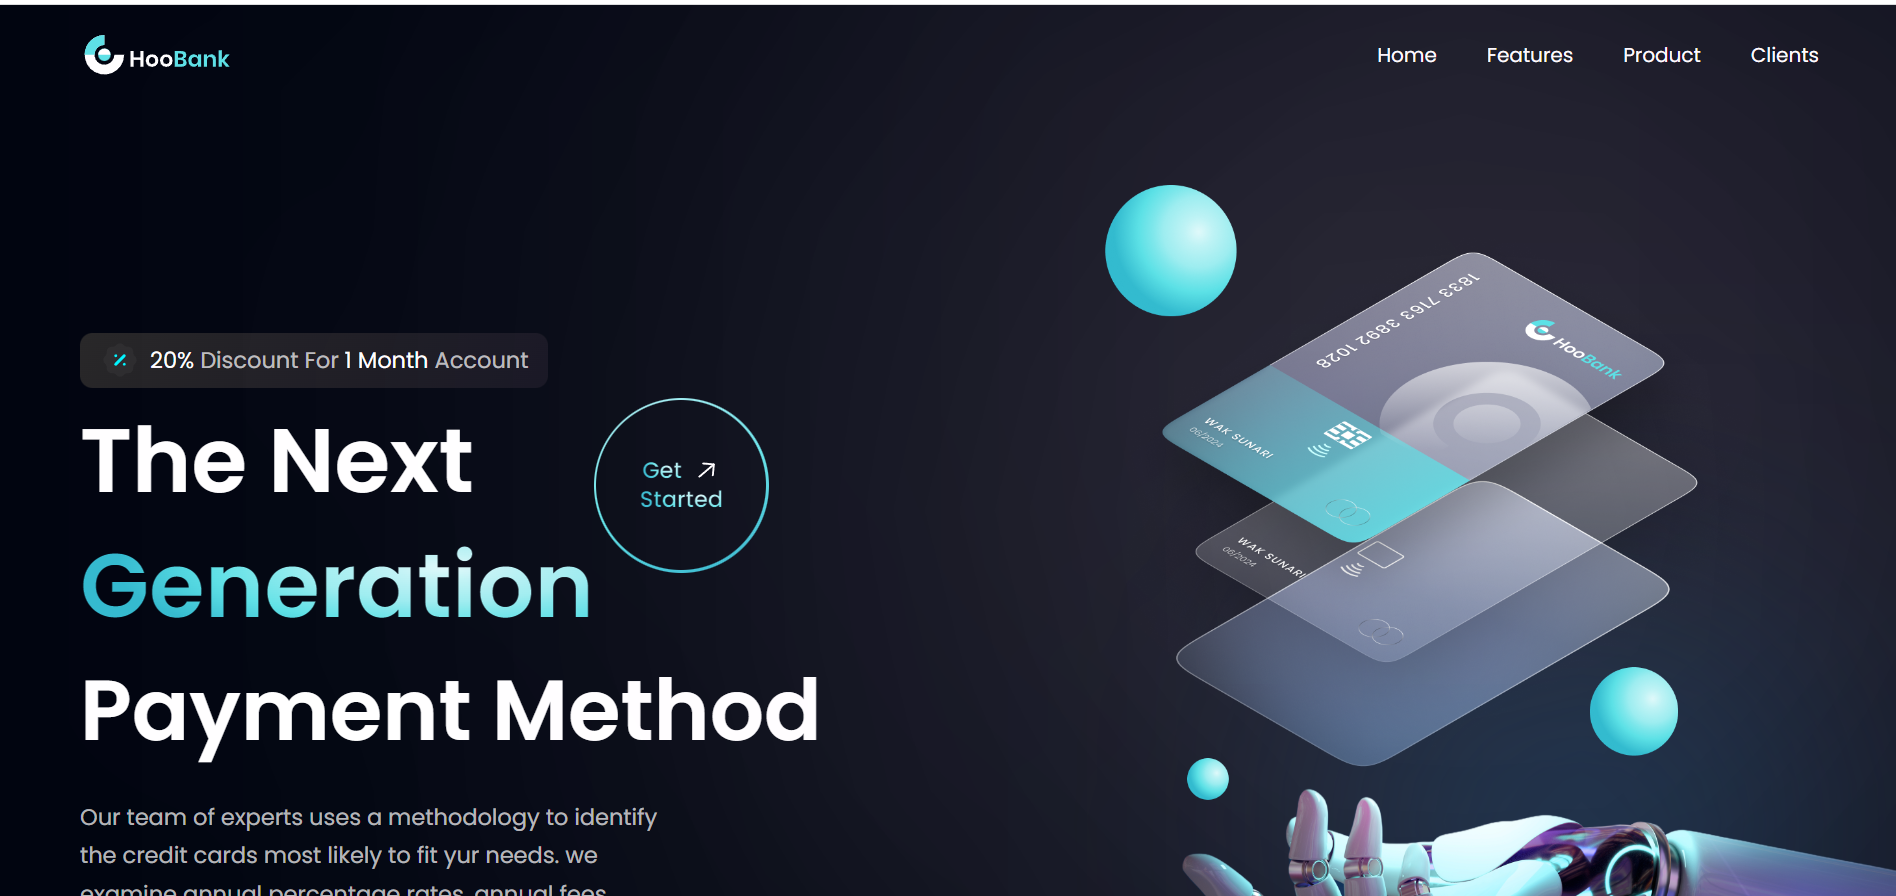 HooBank
Home Features Product Clients
20% Discount For 1 Month Account
The Next
Generation
Payment Method
Get
Started
Our team of experts uses a methodology to identify
the credit cards most likely to fit yur needs. we
examine annual percentage rates, annual fees
1833 7163 3892 1028
HooBank
WAK SUNARI
06/2024
WAK SUNARI
06/2024